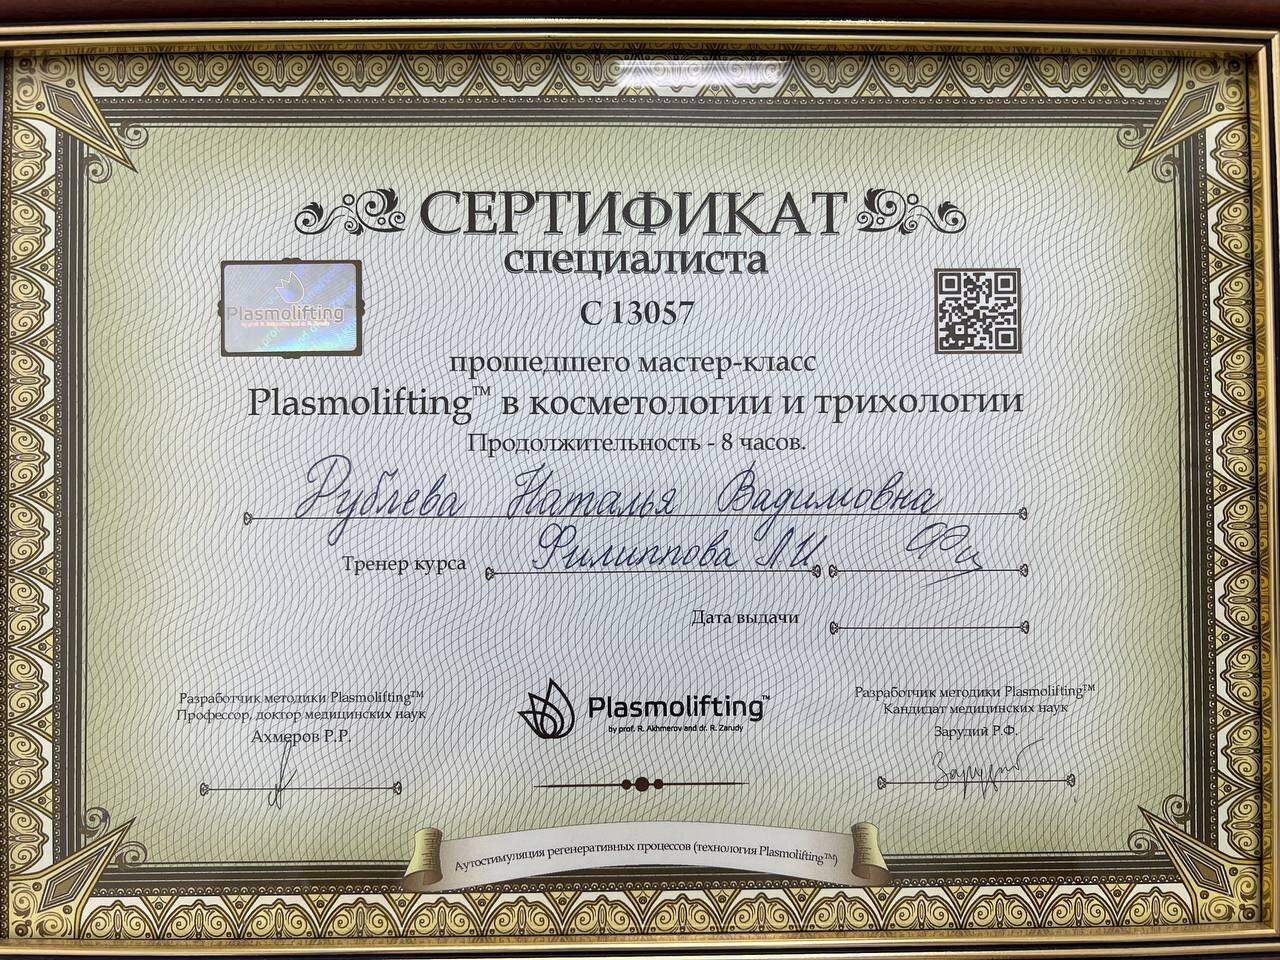 СЕРТИФИКАТ
специалиста
Plasmolifting
С 13057
прошедшего мастер-класс
Plasmolifting™ в косметологии и трихологии
Продолжительность - 8 часов.
Рублева Наталья Вадимовна
Тренер курса Филиппова Л И
Дата выдачи
Разработчик методики Plasmolifting™
Профессор, доктор медицинских наук
Ахмеров Р.Р.
Plasmolifting™
by prof. R. Akhmerov and dr. R. Zarudy
Разработчик методики Plasmolifting™
Кандидат медицинских наук
Зарудий Р.Ф.
Аутостимуляция регенеративных процессов (технология Plasmolifting™)